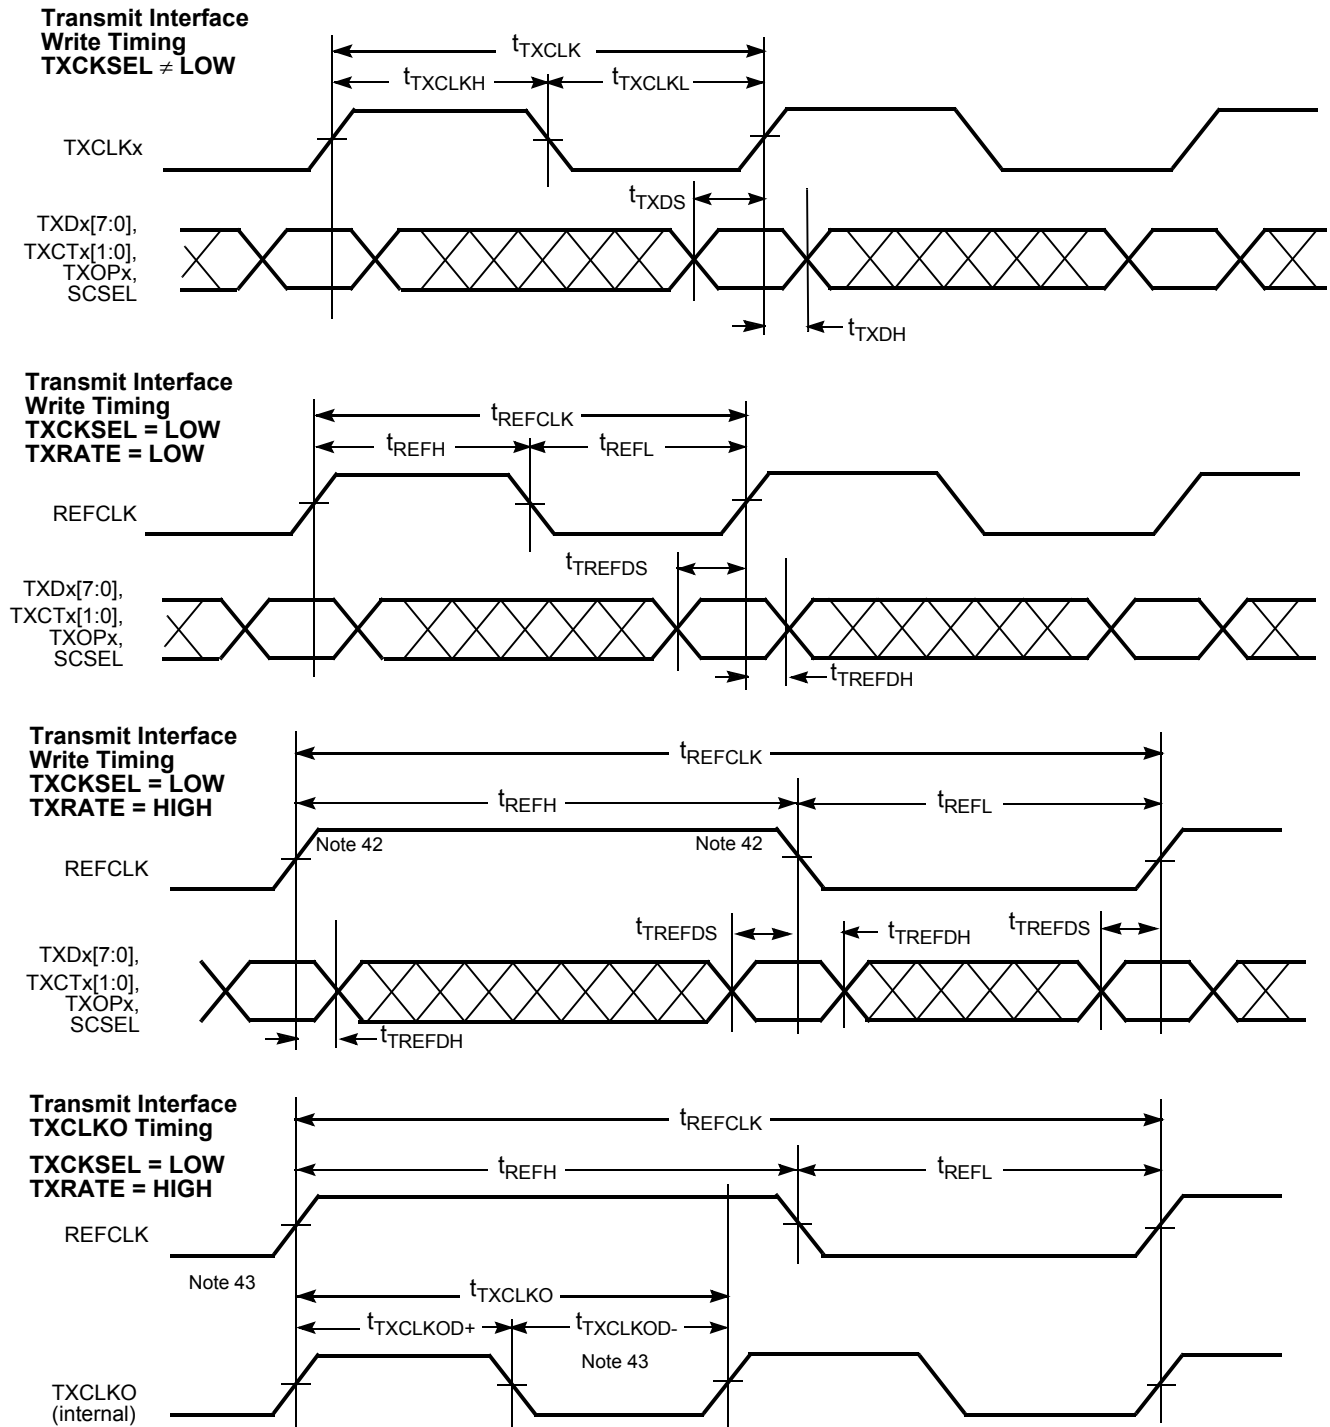 Transmit Interface
Write Timing
TXCKSEL ≠ LOW
tTXCLK
tTXCLKH
tTXCLKL
TXCLKx
tTXDS
TXDx[7:0],
TXCTx[1:0],
TXOPx,
SCSEL
tTXDH
Transmit Interface
Write Timing
TXCKSEL = LOW
TXRATE = LOW
tREFCLK
tREFH
tREFL
REFCLK
tTREFDS
TXDx[7:0],
TXCTx[1:0],
TXOPx,
SCSEL
tTREFDH
Transmit Interface
Write Timing
TXCKSEL = LOW
TXRATE = HIGH
tREFCLK
tREFH
tREFL
Note 42
Note 42
REFCLK
tTREFDS
tTREFDH
tTREFDS
TXDx[7:0],
TXCTx[1:0],
TXOPx,
SCSEL
tTREFDH
Transmit Interface
TXCLKO Timing
TXCKSEL = LOW
TXRATE = HIGH
tREFCLK
tREFH
tREFL
REFCLK
Note 43
tTXCLKO
tTXCLKOD+
tTXCLKOD-
Note 43
TXCLKO
(internal)